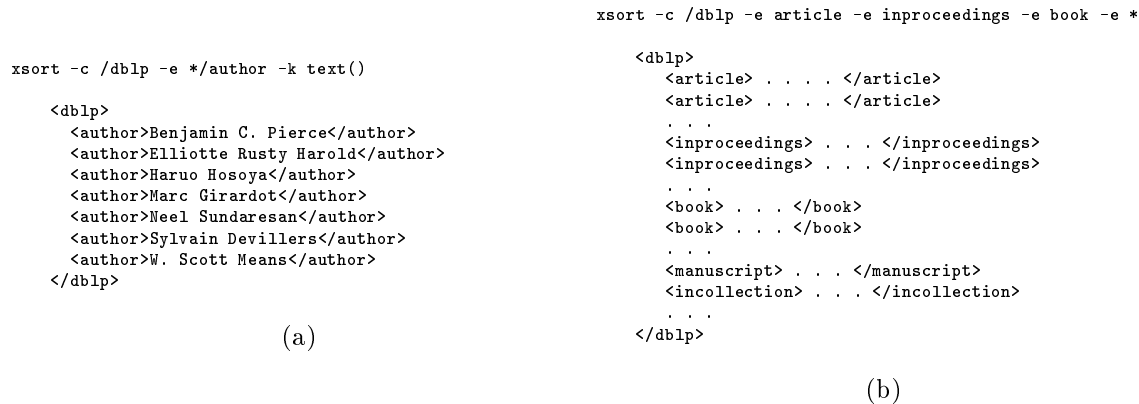 xsort -c /dblp -e */author -k text()
<dblp>
<author>Benjamin C. Pierce</author>
<author>Elliotte Rusty Harold</author>
<author>Haruo Hosoya</author>
<author>Marc Girardot</author>
<author>Neel Sundaresan</author>
<author>Sylvain Devillers</author>
<author>W. Scott Means</author>
</dblp>
(a)
xsort -c /dblp -e article -e inproceedings -e book -e *
<dblp>
<article> . . . . </article>
<article> . . . . </article>
. . .
<inproceedings> . . . </inproceedings>
<inproceedings> . . . </inproceedings>
. . .
<book> . . . </book>
<book> . . . </book>
. . .
<manuscript> . . . </manuscript>
<incollection> . . . </incollection>
. . .
</dblp>
(b)